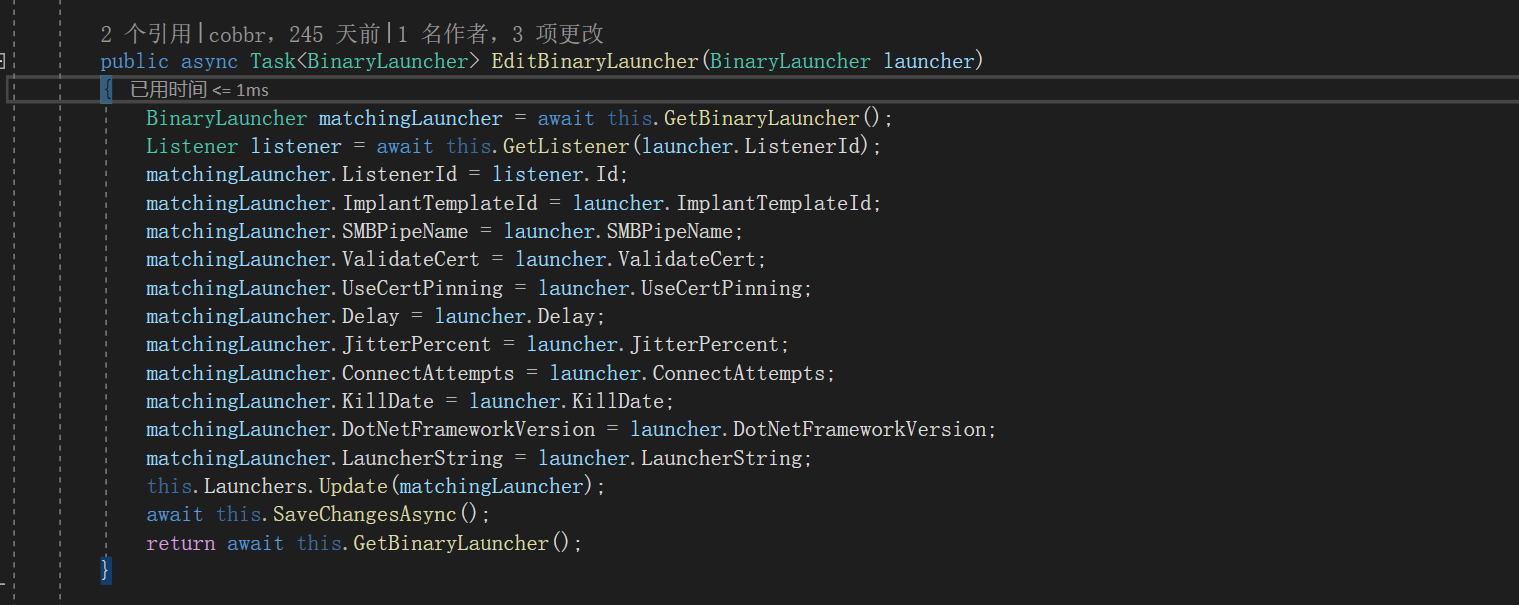 2 个引用|cobbr，245 天前|1 名作者，3 项更改
public async Task<BinaryLauncher> EditBinaryLauncher(BinaryLauncher launcher)
{ 已用时间 <= 1ms
BinaryLauncher matchingLauncher = await this.GetBinaryLauncher();
Listener listener = await this.GetListener(launcher.ListenerId);
matchingLauncher.ListenerId = listener.Id;
matchingLauncher.ImplantTemplateId = launcher.ImplantTemplateId;
matchingLauncher.SMBPipeName = launcher.SMBPipeName;
matchingLauncher.ValidateCert = launcher.ValidateCert;
matchingLauncher.UseCertPinning = launcher.UseCertPinning;
matchingLauncher.Delay = launcher.Delay;
matchingLauncher.JitterPercent = launcher.JitterPercent;
matchingLauncher.ConnectAttempts = launcher.ConnectAttempts;
matchingLauncher.KillDate = launcher.KillDate;
matchingLauncher.DotNetFrameworkVersion = launcher.DotNetFrameworkVersion;
matchingLauncher.LauncherString = launcher.LauncherString;
this.Launchers.Update(matchingLauncher);
await this.SaveChangesAsync();
return await this.GetBinaryLauncher();
}